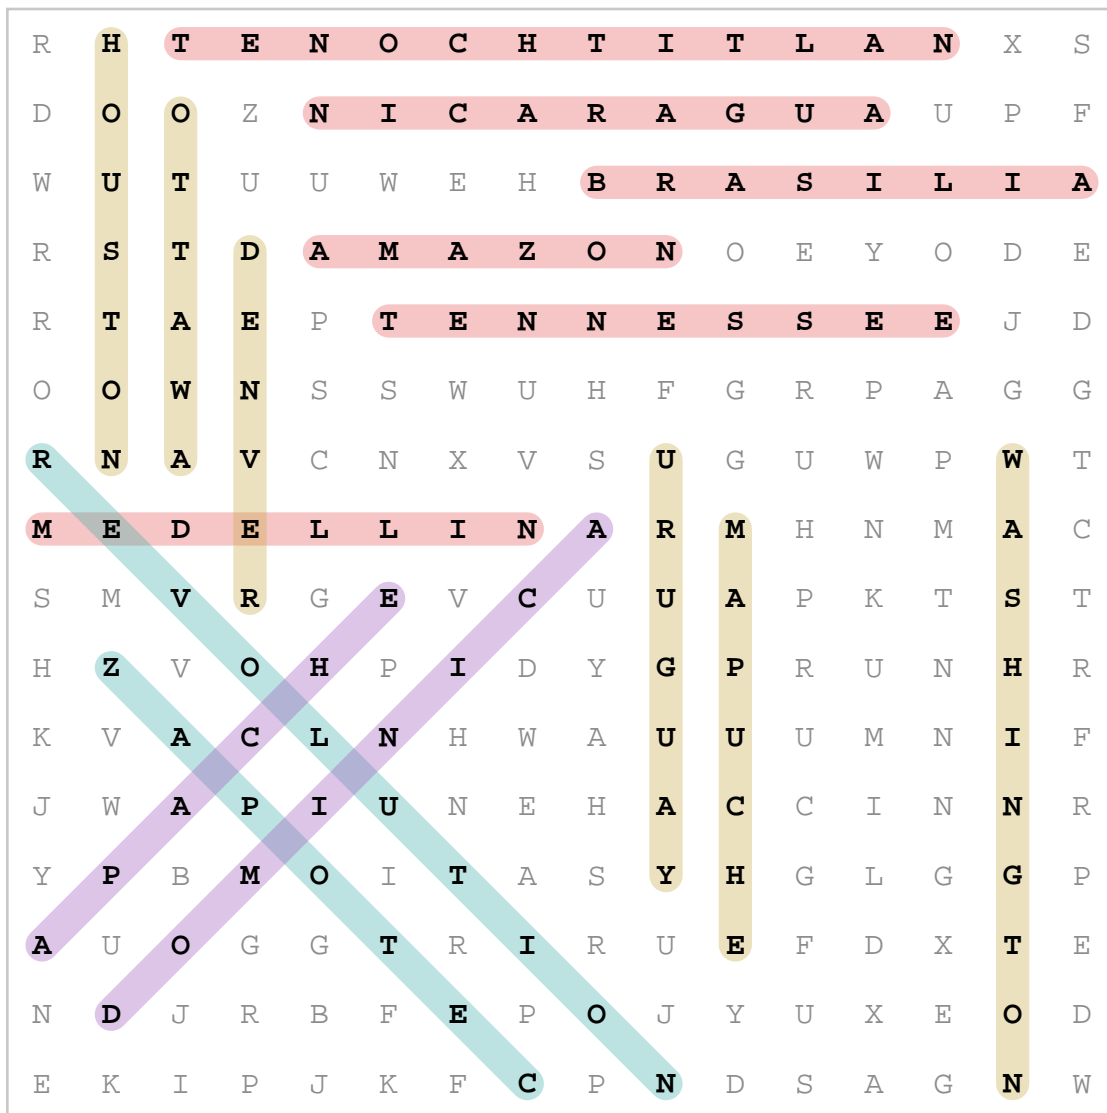 R H T E N O C H T I T L A N X S
D O O Z N I C A R A G U A U P F
W U T U U W E H B R A S I L I A
R S T D A M A Z O N O E Y O D E
R T A E P T E N N E S S E E J D
O O W N S S W U H F G R P A G G
R N A V C N X V S U G U W P W T
M E D E L L I N A R M H N M A C
S M V R G E V C U U A P K T S T
H Z V O H P I D Y G P R U N H R
K V A C L N H W A U U U M N I F
J W A P I U N E H A C C I N N R
Y P B M O I T A S Y H G L G G P
A U O G G T R I R U E F D X T E
N D J R B F E P O J Y U X E O D
E K I P J K F C P N D S A G N W